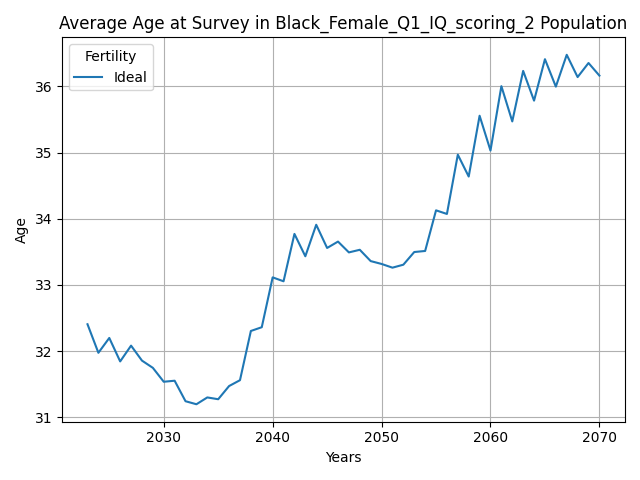 Average Age at Survey in Black_Female_Q1_IQ_scoring_2 Population
Fertility
Ideal
Age
36
35
34
33
32
31
2030 2040 2050 2060 2070
Years